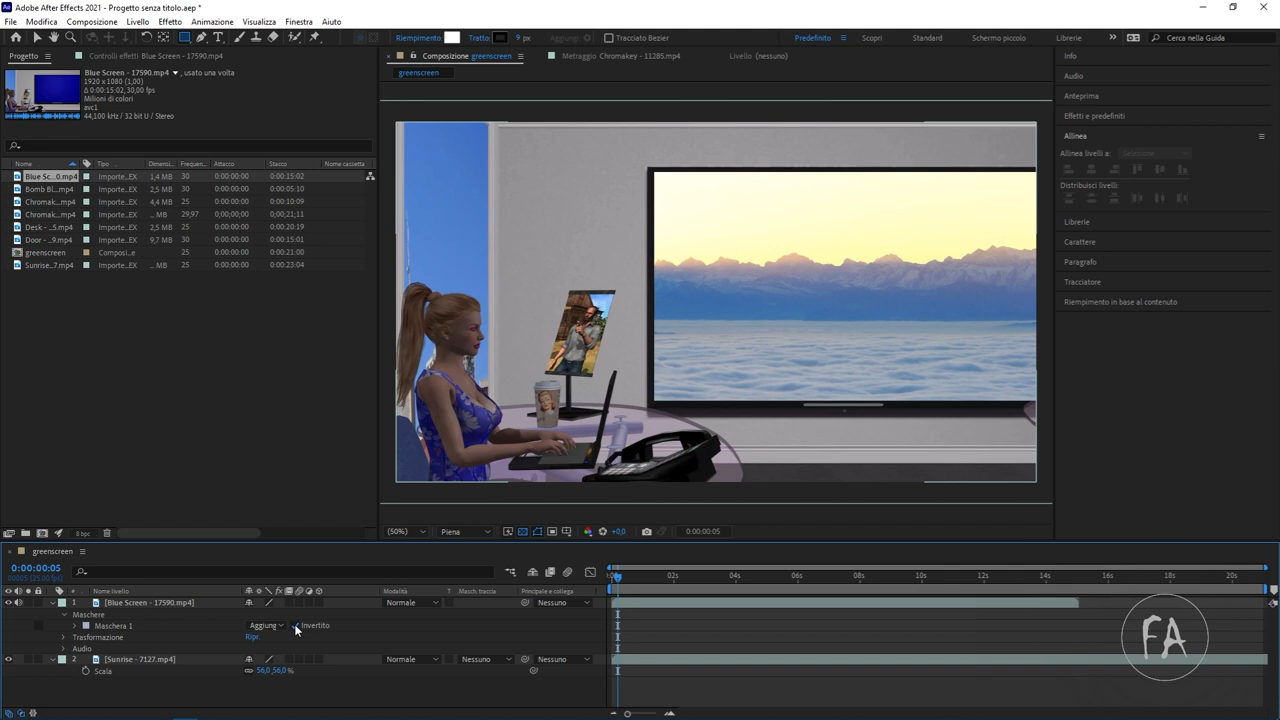 Ae Adobe After Effects 2021 - Progetto senza titolo.aep *
File Modifica Composizione Livello Effetto Animazione Visualizza Finestra Aiuto
Riempimento: Tratto: 9 px Aggiungi: Tracciato Bezier Predefinito Scopri Standard Schermo piccolo Librerie Cerca nella Guida
Progetto Controlli effetti Blue Screen - 17590.mp4
Composizione greenscreen Metraggio Chromakey - 11285.mp4 Livello (nessuno)
greenscreen
Blue Screen - 17590.mp4 , usato una volta
1920 x 1080 (1,00)
Δ 0:00:15:02, 30,00 fps
Milioni di colori
avc1
44,100 kHz / 32 bit U / Stereo
Nome Tipo Dimensi... Frequen... Attacco Stacco Nome cassetta
Blue Sc...0.mp4 Importe..EX 1,4 MB 30 0:00:00:00 0:00:15:02
Bomb Bl...mp4 Importe..EX 2,5 MB 30 0:00:00:00 0:00:05:10
Chromak...mp4 Importe..EX 4,4 MB 25 0:00:00:00 0:00:10:09
Chromak...mp4 Importe..EX ... MB 29,97 0;00;00;00 0;00;21;11
Desk - ...5.mp4 Importe..EX 2,5 MB 25 0:00:00:00 0:00:20:19
Door - ...9.mp4 Importe..EX 9,7 MB 30 0:00:00:00 0:00:15:01
greenscreen Composi...e 25 0:00:00:00 0:00:21:00
Sunrise...7.mp4 Importe..EX ... MB 25 0:00:00:00 0:00:23:04
Info
Audio
Anteprima
Effetti e predefiniti
Allinea
Allinea livelli a: Selezione
Distribuisci livelli:
Librerie
Carattere
Paragrafo
Tracciatore
Riempimento in base al contenuto
8 bpc
(50%) Piena +0,0 0:00:00:05
greenscreen
0:00:00:05
00005 (25.00 fps)
02s 04s 06s 08s 10s 12s 14s 16s 18s 20s
# Nome livello Modalità T Masch. traccia Principale e collega
1 [Blue Screen - 17590.mp4] Normale Nessuno
Maschere
Maschera 1 Aggiung Invertito
Trasformazione Ripr.
Audio
2 [Sunrise - 7127.mp4] Normale Nessuno Nessuno
Scala 56,0,56,0 %
FA